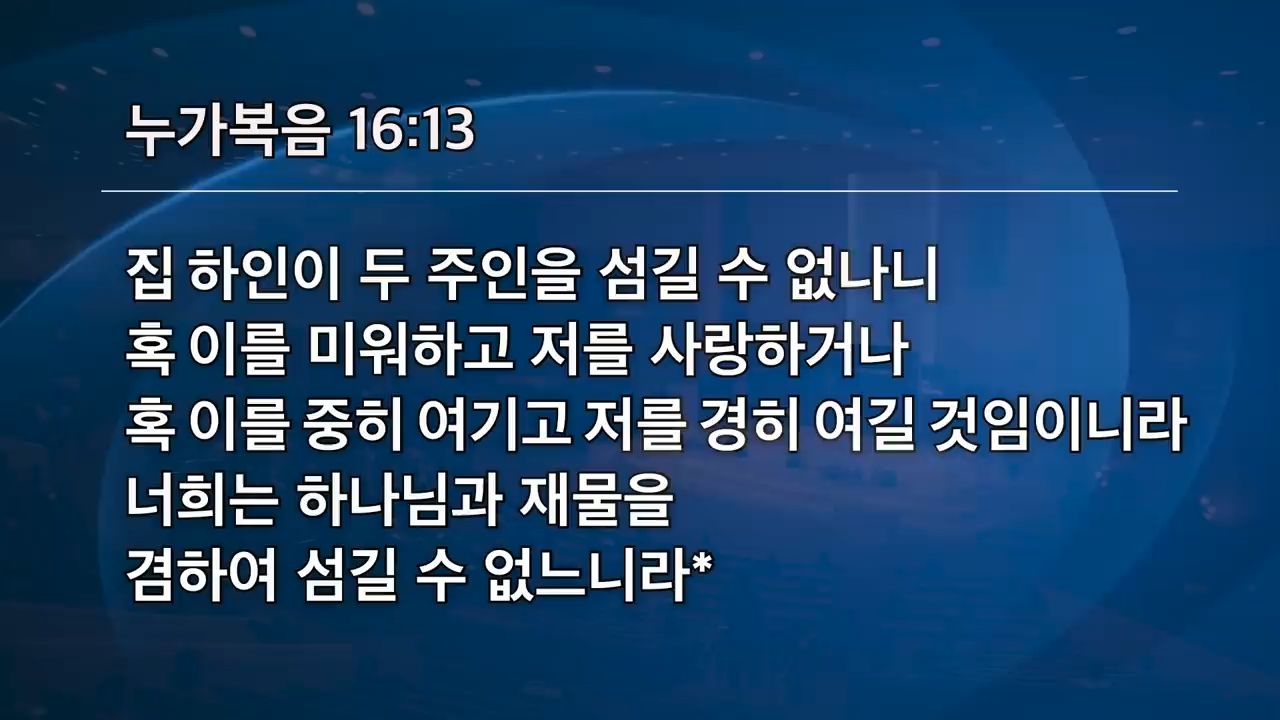 누가복음 16:13
집 하인이 두 주인을 섬길 수 없나니
혹 이를 미워하고 저를 사랑하거나
혹 이를 중히 여기고 저를 경히 여길 것임이니라
너희는 하나님과 재물을
겸하여 섬길 수 없느니라*